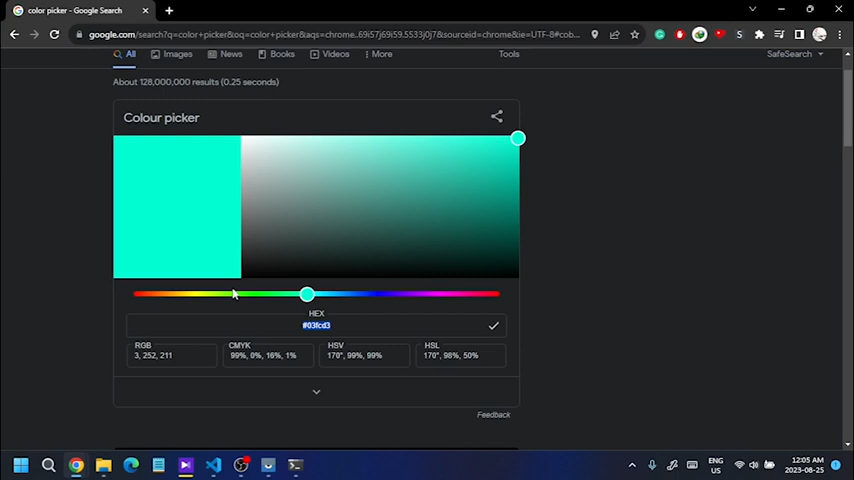 color picker - Google Search
google.com/search?q=color+picker&oq=color+picker&aqs=chrome..69i57j69i59.5533j0j7&sourceid=chrome&ie=UTF-8#cob...
All
Images
News
Books
Videos
More
Tools
SafeSearch
About 128,000,000 results (0.25 seconds)
Colour picker
HEX
#03fcd3
RGB
3, 252, 211
CMYK
99%, 0%, 16%, 1%
HSV
170°, 99%, 99%
HSL
170°, 98%, 50%
Feedback
ENG
US
12:05 AM
2023-08-25